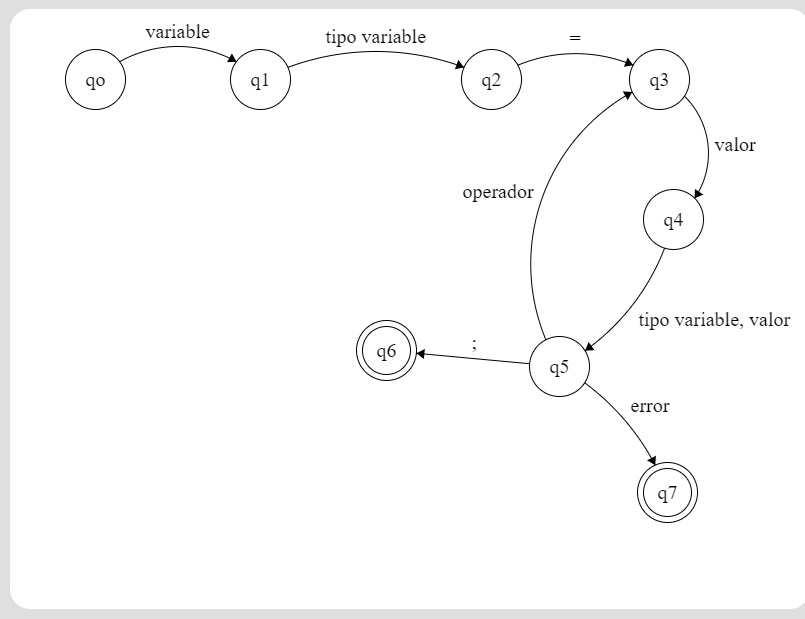 variable
tipo variable
=
qo
q1
q2
q3
valor
operador
q4
tipo variable, valor
;
q6
q5
error
q7